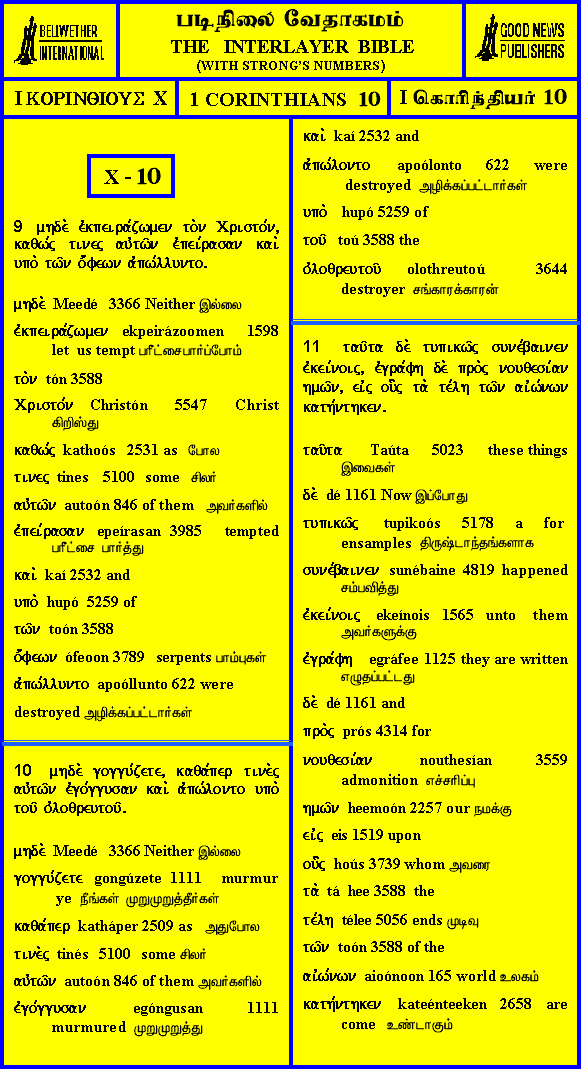 BELLWETHER
INTERNATIONAL
படிநிலை வேதாகமம்
THE INTERLAYER BIBLE
(WITH STRONG'S NUMBERS)
GOOD NEWS
PUBLISHERS
I ΚΟΡΙΝΘΙΟΥΣ X
1 CORINTHIANS 10
I கொரிந்தியர் 10
X - 10
9 μηδὲ ἐκπειράζωμεν τὸν Χριστόν,
καθώς τινες αὐτῶν ἐπείρασαν καὶ
υπὸ τῶν ὄφεων ἀπώλλυντο.
μηδὲ Meedé 3366 Neither இல்லை
ἐκπειράζωμεν ekpeirázoomen 1598
let us tempt பரீட்சைபார்ப்போம்
τὸν tón 3588
Χριστόν Christón 5547 Christ
கிறிஸ்து
καθώς kathoós 2531 as போல
τινες tines 5100 some சிலர்
αὐτῶν autoón 846 of them அவர்களில்
ἐπείρασαν epeírasan 3985 tempted
பரீட்சை பார்த்து
καὶ kaí 2532 and
υπὸ hupó 5259 of
τῶν toón 3588
ὄφεων ófeoon 3789 serpents பாம்புகள்
ἀπώλλυντο apoóllunto 622 were
destroyed அழிக்கப்பட்டார்கள்
10 μηδὲ γογγύζετε, καθάπερ τινὲς
αὐτῶν ἐγόγγυσαν καὶ ἀπώλοντο υπὸ
τοῦ ὀλοθρευτοῦ.
μηδὲ Meedé 3366 Neither இல்லை
γογγύζετε gongúzete 1111 murmur
ye நீங்கள் முறுமுறுத்தீர்கள்
καθάπερ katháper 2509 as அதுபோல
τινὲς tinés 5100 some சிலர்
αὐτῶν autoón 846 of them அவர்களில்
ἐγόγγυσαν egóngusan 1111
murmured முறுமுறுத்து
καὶ kaí 2532 and
ἀπώλοντο apoólonto 622 were
destroyed அழிக்கப்பட்டார்கள்
υπὸ hupó 5259 of
τοῦ toú 3588 the
ὀλοθρευτοῦ olothreutoú 3644
destroyer சங்காரக்காரன்
11 ταῦτα δὲ τυπικῶς συνέβαινεν
ἐκείνοις, ἐγράφη δὲ πρὸς νουθεσίαν
ημῶν, εἰς οὓς τὰ τέλη τῶν αἰώνων
κατήντηκεν.
ταῦτα Taúta 5023 these things
இவைகள்
δὲ dé 1161 Now இப்போது
τυπικῶς tupikoós 5178 a for
ensamples திருஷ்டாந்தங்களாக
συνέβαινεν sunébaine 4819 happened
சம்பவித்து
ἐκείνοις ekeínois 1565 unto them
அவர்களுக்கு
ἐγράφη egráfee 1125 they are written
எழுதப்பட்டது
δὲ dé 1161 and
πρὸς prós 4314 for
νουθεσίαν nouthesían 3559
admonition எச்சரிப்பு
ημῶν heemoón 2257 our நமக்கு
εἰς eis 1519 upon
οὓς hoús 3739 whom அவரை
τὰ tá hee 3588 the
τέλη télee 5056 ends முடிவு
τῶν toón 3588 of the
αἰώνων aioónoon 165 world உலகம்
κατήντηκεν kateénteeken 2658 are
come உண்டாகும்